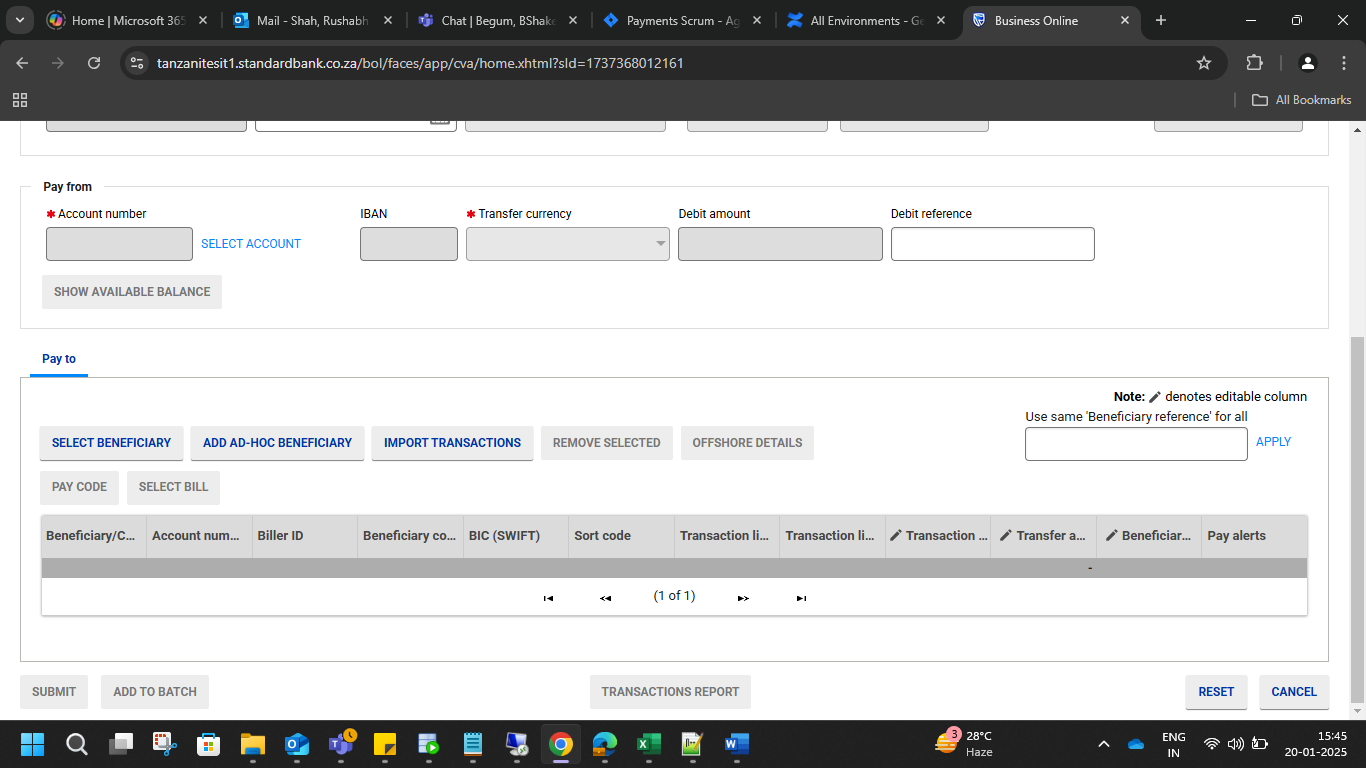 Home | Microsoft 365
Mail - Shah, Rushabh
Chat | Begum, BShake
Payments Scrum - Ag
All Environments - Ge
Business Online
tanzanitesit1.standardbank.co.za/bol/faces/app/cva/home.xhtml?sId=1737368012161
All Bookmarks
Pay from
✱ Account number
IBAN
✱ Transfer currency
Debit amount
Debit reference
SELECT ACCOUNT
SHOW AVAILABLE BALANCE
Pay to
Note: denotes editable column
Use same 'Beneficiary reference' for all
SELECT BENEFICIARY
ADD AD-HOC BENEFICIARY
IMPORT TRANSACTIONS
REMOVE SELECTED
OFFSHORE DETAILS
APPLY
PAY CODE
SELECT BILL
Beneficiary/C...
Account num...
Biller ID
Beneficiary co...
BIC (SWIFT)
Sort code
Transaction li...
Transaction li...
Transaction ...
Transfer a...
Beneficiar...
Pay alerts
-
(1 of 1)
SUBMIT
ADD TO BATCH
TRANSACTIONS REPORT
RESET
CANCEL
3
28°C
Haze
ENG
IN
15:45
20-01-2025